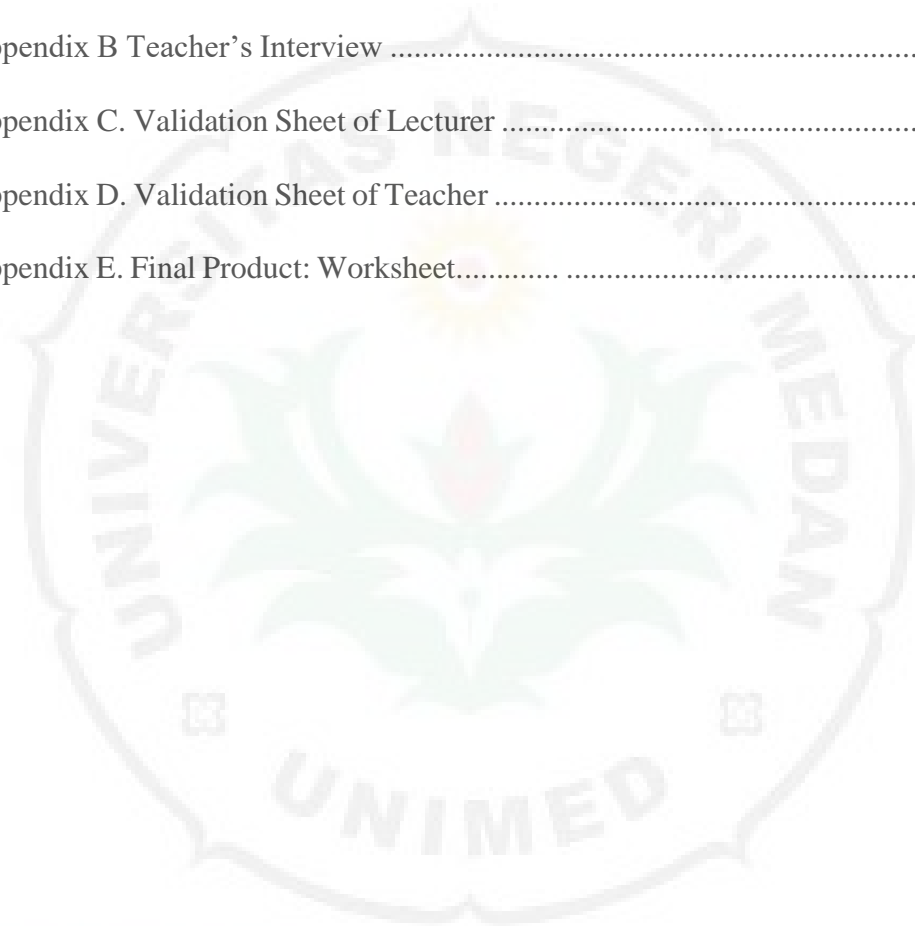 ppendix B Teacher’s Interview ....................................................................................
ppendix C. Validation Sheet of Lecturer ..................................................................
ppendix D. Validation Sheet of Teacher ...................................................................
ppendix E. Final Product: Worksheet............. ........................................................
UNIVERSITAS NEGERI MEDAN
UNIMED